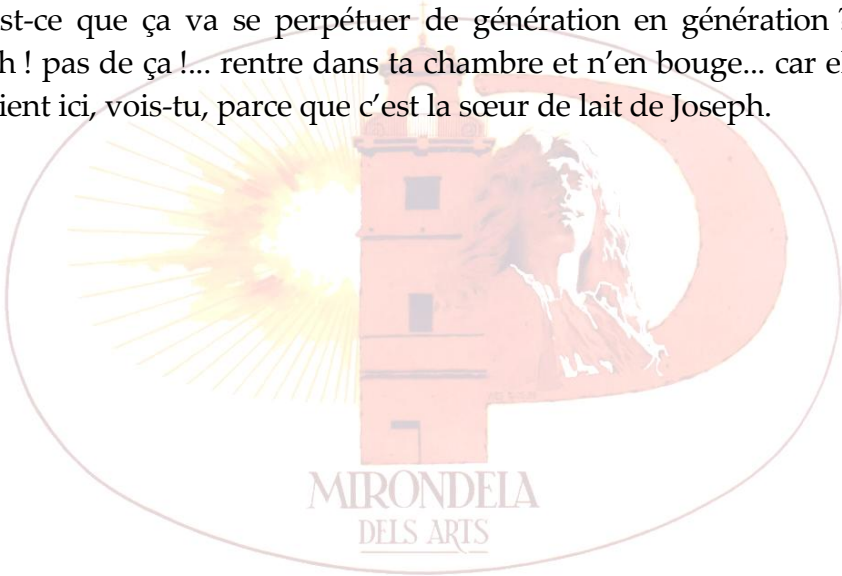 st-ce que ça va se perpétuer de génération en génération ?
h ! pas de ça !... rentre dans ta chambre et n’en bouge... car el
ient ici, vois-tu, parce que c’est la sœur de lait de Joseph.
MIRONDELA
DELS ARTS